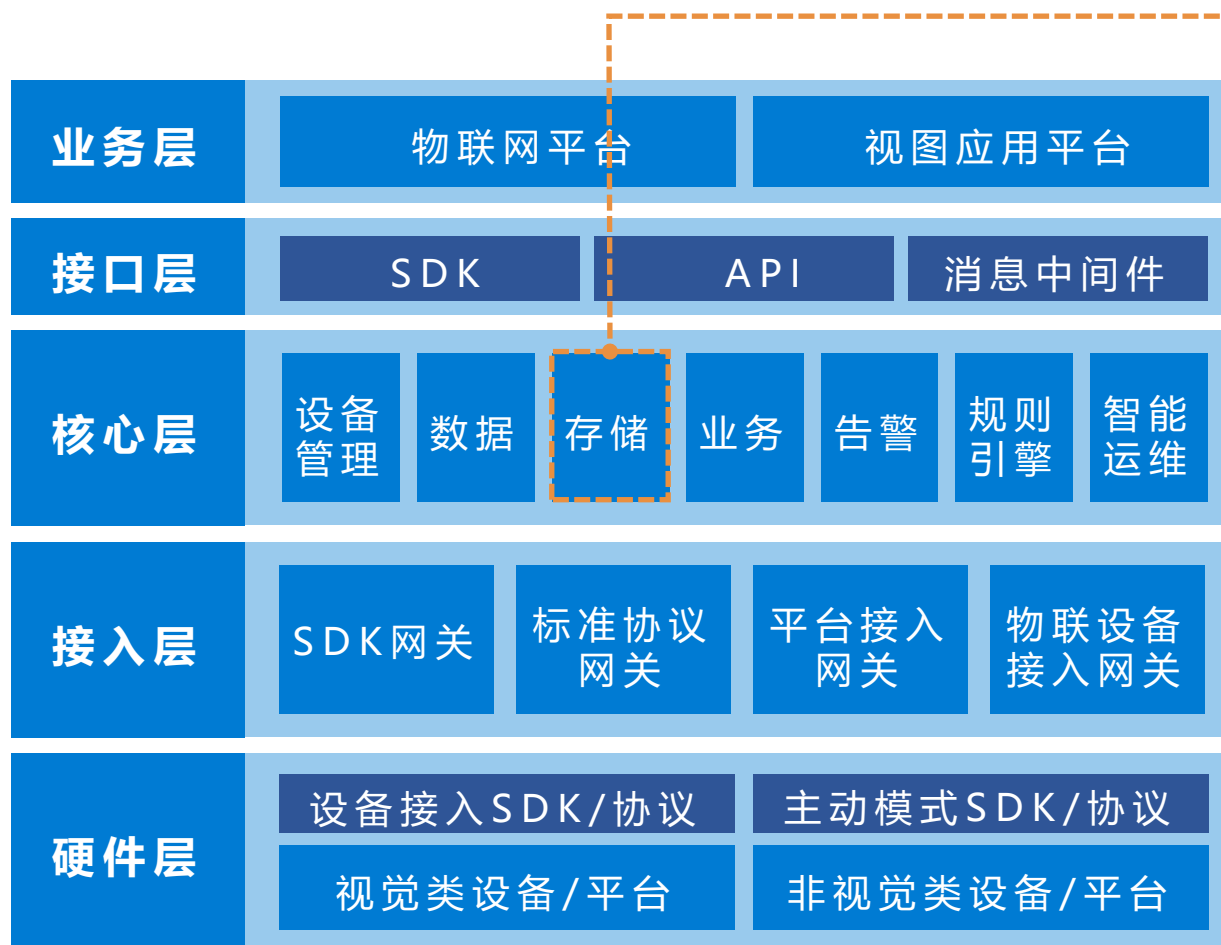 业务层
物联网平台
视图应用平台
接口层
SDK
API
消息中间件
核心层
设备
管理
数据
存储
业务
告警
规则
引擎
智能
运维
接入层
SDK网关
标准协议
网关
平台接入
网关
物联设备
接入网关
硬件层
设备接入SDK/协议
主动模式SDK/协议
视觉类设备/平台
非视觉类设备/平台